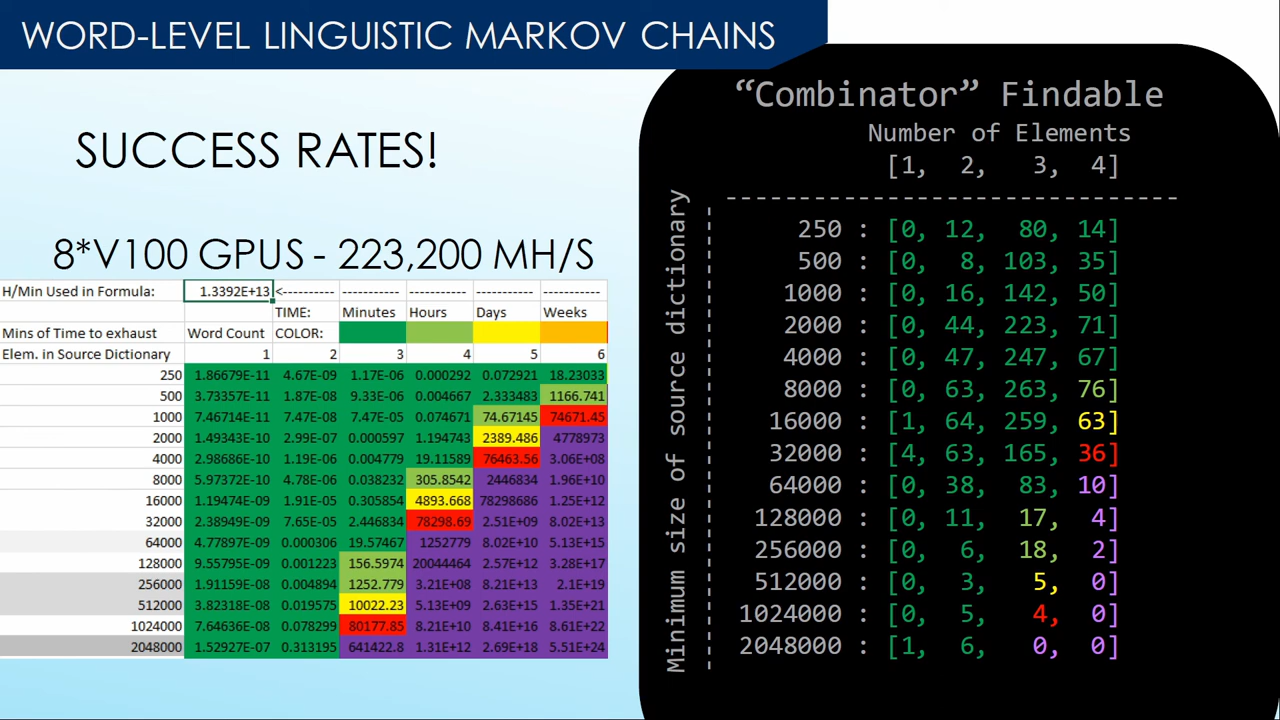 WORD-LEVEL LINGUISTIC MARKOV CHAINS
SUCCESS RATES!
8*V100 GPUS - 223,200 MH/S
H/Min Used in Formula: 1.3392E+13 <---------- ---------- ---------- ---------- ----------
TIME: Minutes Hours Days Weeks
Mins of Time to exhaust Word Count COLOR:
Elem. in Source Dictionary 1 2 3 4 5 6
250 1.86679E-11 4.67E-09 1.17E-06 0.000292 0.072921 18.23033
500 3.73357E-11 1.87E-08 9.33E-06 0.004667 2.333483 1166.741
1000 7.46714E-11 7.47E-08 7.47E-05 0.074671 74.67145 74671.45
2000 1.49343E-10 2.99E-07 0.000597 1.194743 2389.486 4778973
4000 2.98686E-10 1.19E-06 0.004779 19.11589 76463.56 3.06E+08
8000 5.97372E-10 4.78E-06 0.038232 305.8542 2446834 1.96E+10
16000 1.19474E-09 1.91E-05 0.305854 4893.668 78298686 1.25E+12
32000 2.38949E-09 7.65E-05 2.446834 78298.69 2.51E+09 8.02E+13
64000 4.77897E-09 0.000306 19.57467 1252779 8.02E+10 5.13E+15
128000 9.55795E-09 0.001223 156.5974 20044464 2.57E+12 3.28E+17
256000 1.91159E-08 0.004894 1252.779 3.21E+08 8.21E+13 2.1E+19
512000 3.82318E-08 0.019575 10022.23 5.13E+09 2.63E+15 1.35E+21
1024000 7.64636E-08 0.078299 80177.85 8.21E+10 8.41E+16 8.61E+22
2048000 1.52927E-07 0.313195 641422.8 1.31E+12 2.69E+18 5.51E+24
“Combinator” Findable
Number of Elements
[1, 2, 3, 4]
-------------------------------
Minimum size of source dictionary
250 : [0, 12, 80, 14]
500 : [0, 8, 103, 35]
1000 : [0, 16, 142, 50]
2000 : [0, 44, 223, 71]
4000 : [0, 47, 247, 67]
8000 : [0, 63, 263, 76]
16000 : [1, 64, 259, 63]
32000 : [4, 63, 165, 36]
64000 : [0, 38, 83, 10]
128000 : [0, 11, 17, 4]
256000 : [0, 6, 18, 2]
512000 : [0, 3, 5, 0]
1024000 : [0, 5, 4, 0]
2048000 : [1, 6, 0, 0]